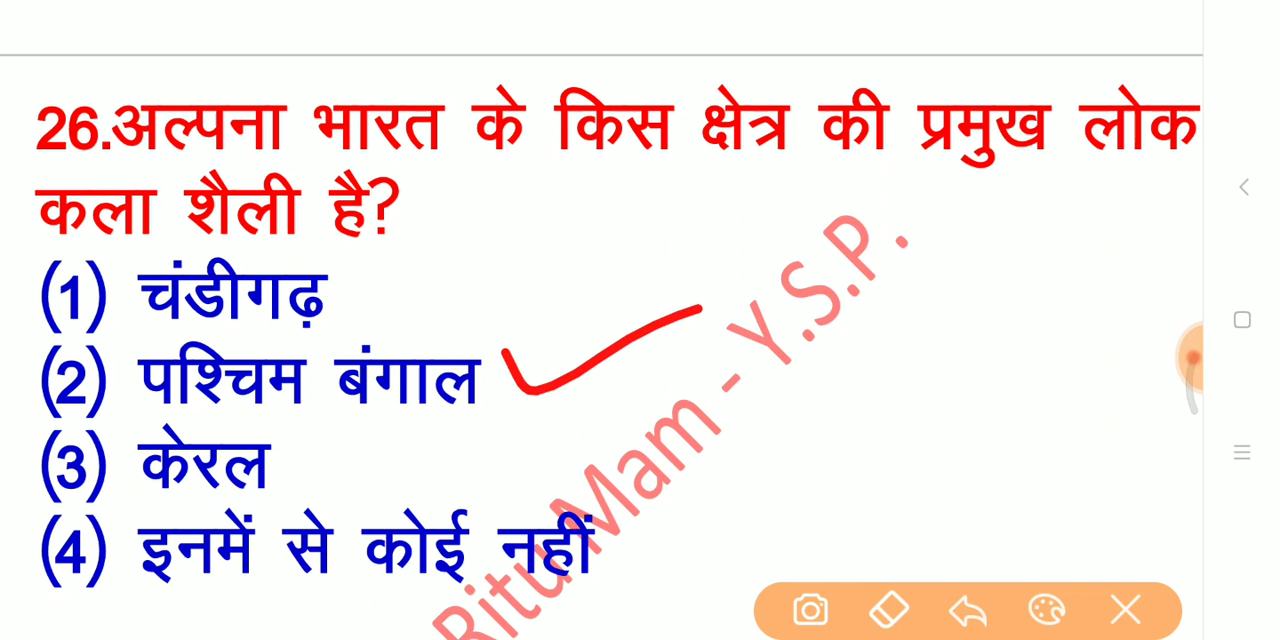 26.अल्पना भारत के किस क्षेत्र की प्रमुख लोक
कला शैली है?
(1) चंडीगढ़
(2) पश्चिम बंगाल
(3) केरल
(4) इनमें से कोई नहीं
Ritu Mam - Y.S.P.